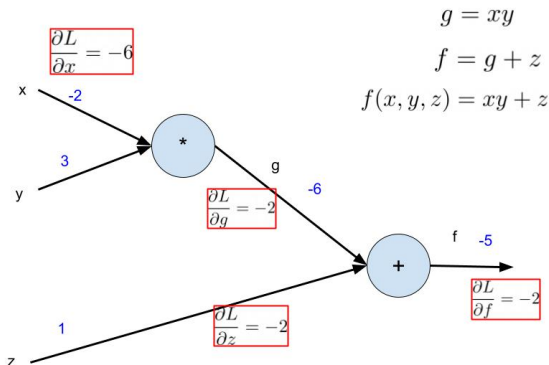 g = xy
f = g + z
f(x, y, z) = xy + z
∂L/∂x = −6
x
-2
*
3
y
g
-6
∂L/∂g = −2
+
f
-5
∂L/∂f = −2
∂L/∂z = −2
1
z